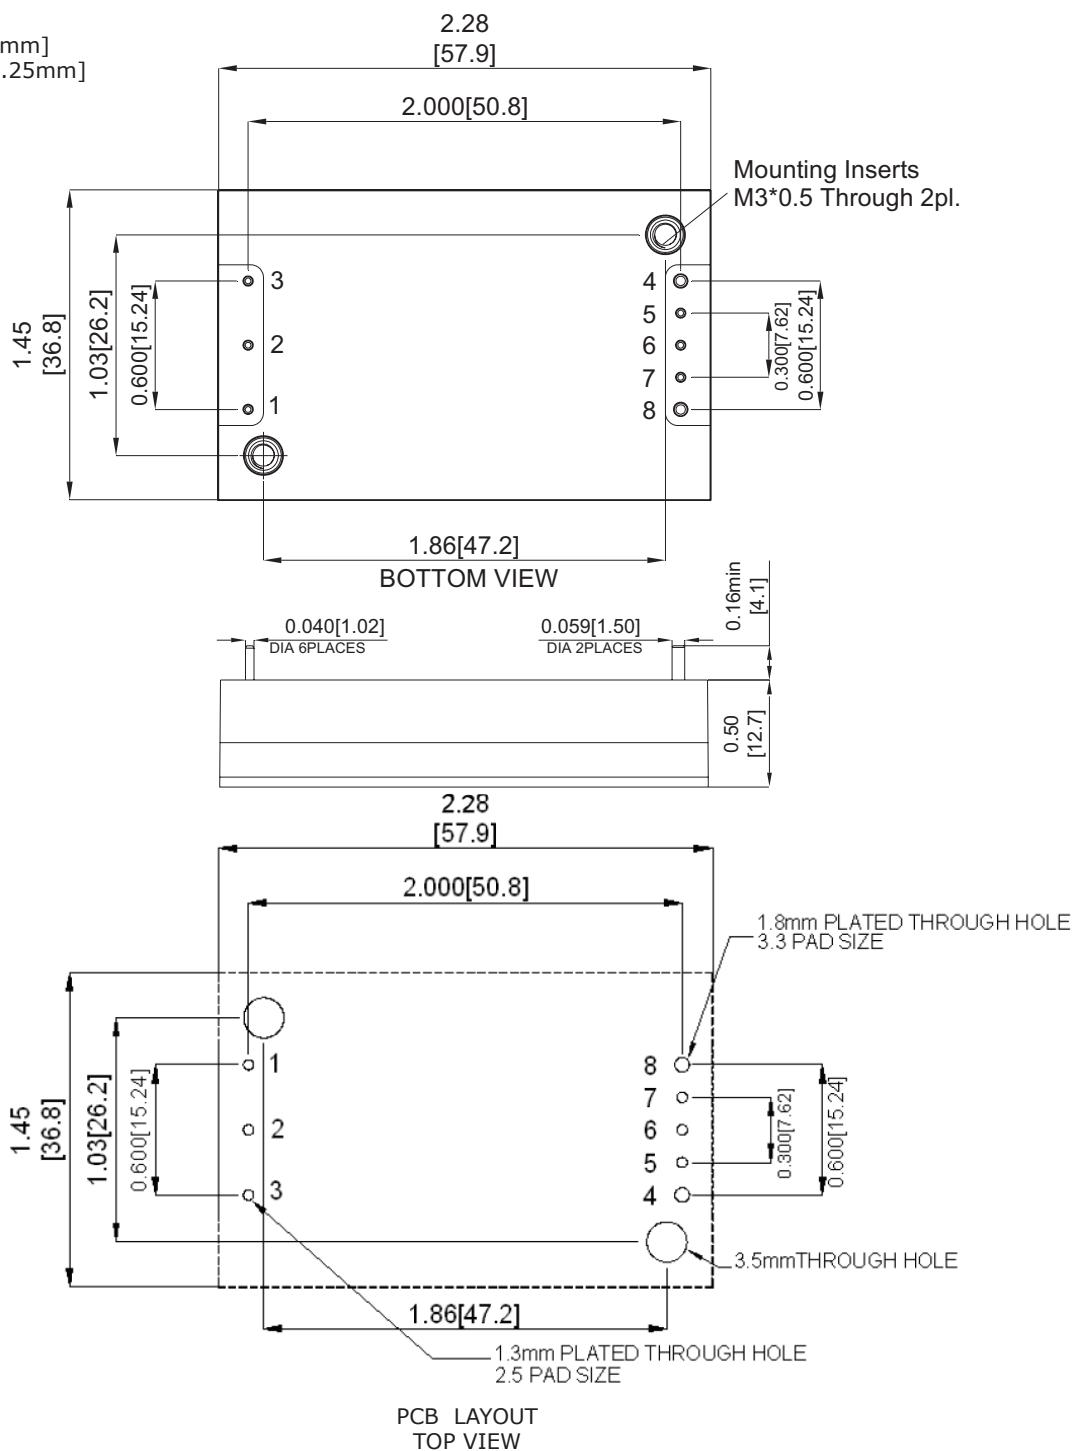 mm]
.25mm]
2.28
[57.9]
2.000[50.8]
Mounting Inserts
M3*0.5 Through 2pl.
3
2
1
4
5
6
7
8
1.45
[36.8]
1.03[26.2]
0.600[15.24]
0.300[7.62]
0.600[15.24]
1.86[47.2]
BOTTOM VIEW
0.16min
[4.1]
0.040[1.02]
DIA 6PLACES
0.059[1.50]
DIA 2PLACES
0.50
[12.7]
2.28
[57.9]
2.000[50.8]
1.8mm PLATED THROUGH HOLE
3.3 PAD SIZE
1
2
3
8
7
6
5
4
1.45
[36.8]
1.03[26.2]
0.600[15.24]
0.300[7.62]
0.600[15.24]
3.5mmTHROUGH HOLE
1.86[47.2]
1.3mm PLATED THROUGH HOLE
2.5 PAD SIZE
PCB LAYOUT
TOP VIEW